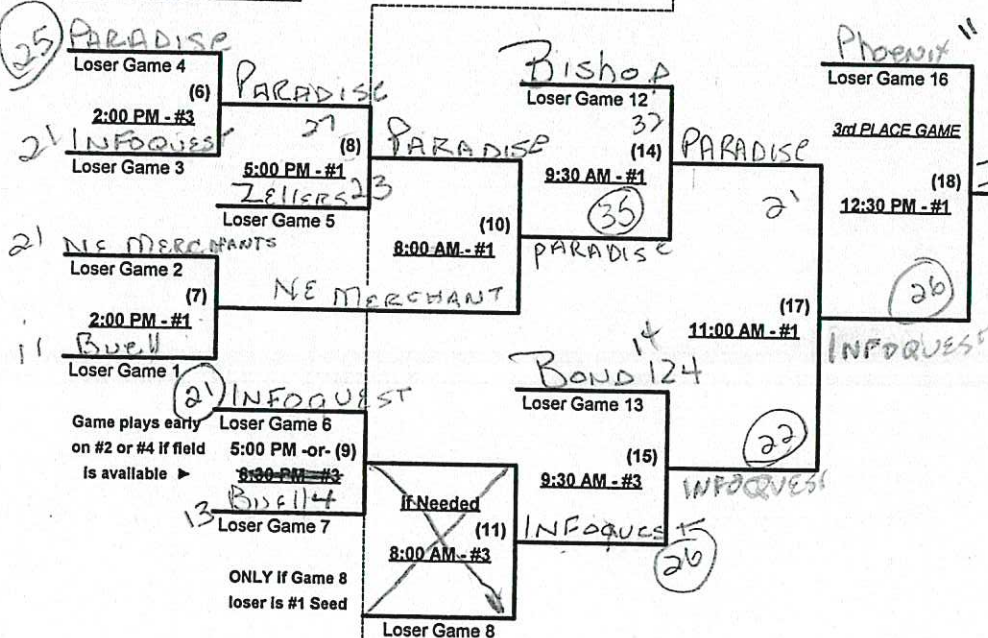 25 PARADISE
Loser Game 4
(6)
2:00 PM - #3
21 INFOQUEST
Loser Game 3
PARADISE
27
(8)
5:00 PM - #1
Zellers 23
Loser Game 5
21 NE MERCHANTS
Loser Game 2
(7)
2:00 PM - #1
11 Buell
Loser Game 1
NE MERCHANT
PARADISE
(10)
8:00 AM - #1
21 INFOQUEST
Loser Game 6
Game plays early
on #2 or #4 if field
is available ►
5:00 PM -or- (9)
8:30 PM - #3
13
Loser Game 7
ONLY if Game 8
loser is #1 Seed
if Needed
(11)
8:00 AM - #3
Loser Game 8
Bishop
Loser Game 12
32
(14)
9:30 AM - #1
35
PARADISE
14
BOND 124
Loser Game 13
(15)
9:30 AM - #3
INFOQUEST
26
PARADISE
21
(17)
11:00 AM - #1
22
INFOQUEST
Phoenix 11
Loser Game 16
3rd PLACE GAME
(18)
12:30 PM - #1
26
INFOQUEST